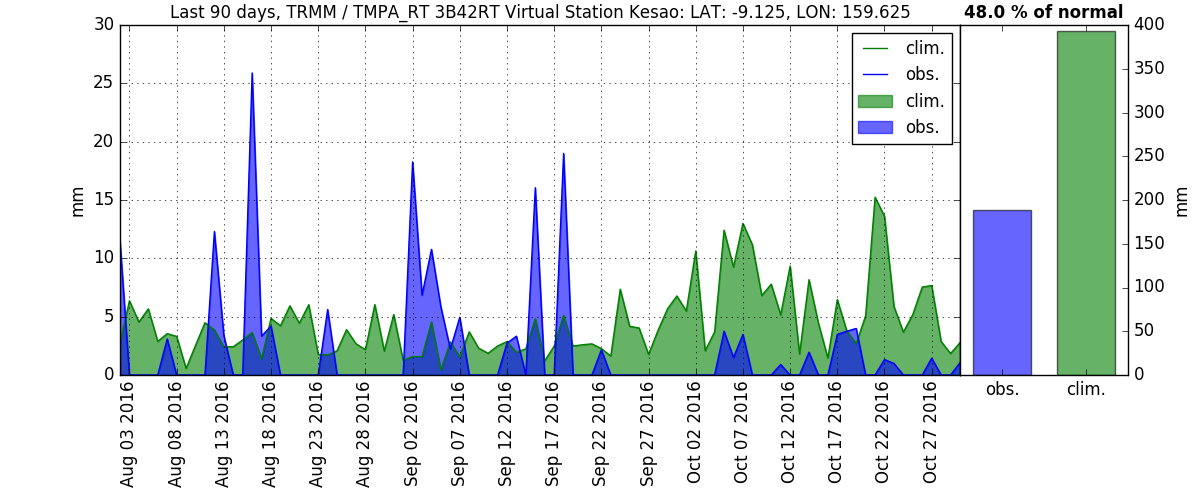 Last 90 days, TRMM / TMPA_RT 3B42RT Virtual Station Kesao: LAT: -9.125, LON: 159.625
48.0 % of normal
30
25
20
15
10
5
0
mm
clim.
obs.
clim.
obs.
400
350
300
250
200
150
100
50
0
mm
Aug 03 2016
Aug 08 2016
Aug 13 2016
Aug 18 2016
Aug 23 2016
Aug 28 2016
Sep 02 2016
Sep 07 2016
Sep 12 2016
Sep 17 2016
Sep 22 2016
Sep 27 2016
Oct 02 2016
Oct 07 2016
Oct 12 2016
Oct 17 2016
Oct 22 2016
Oct 27 2016
obs.
clim.